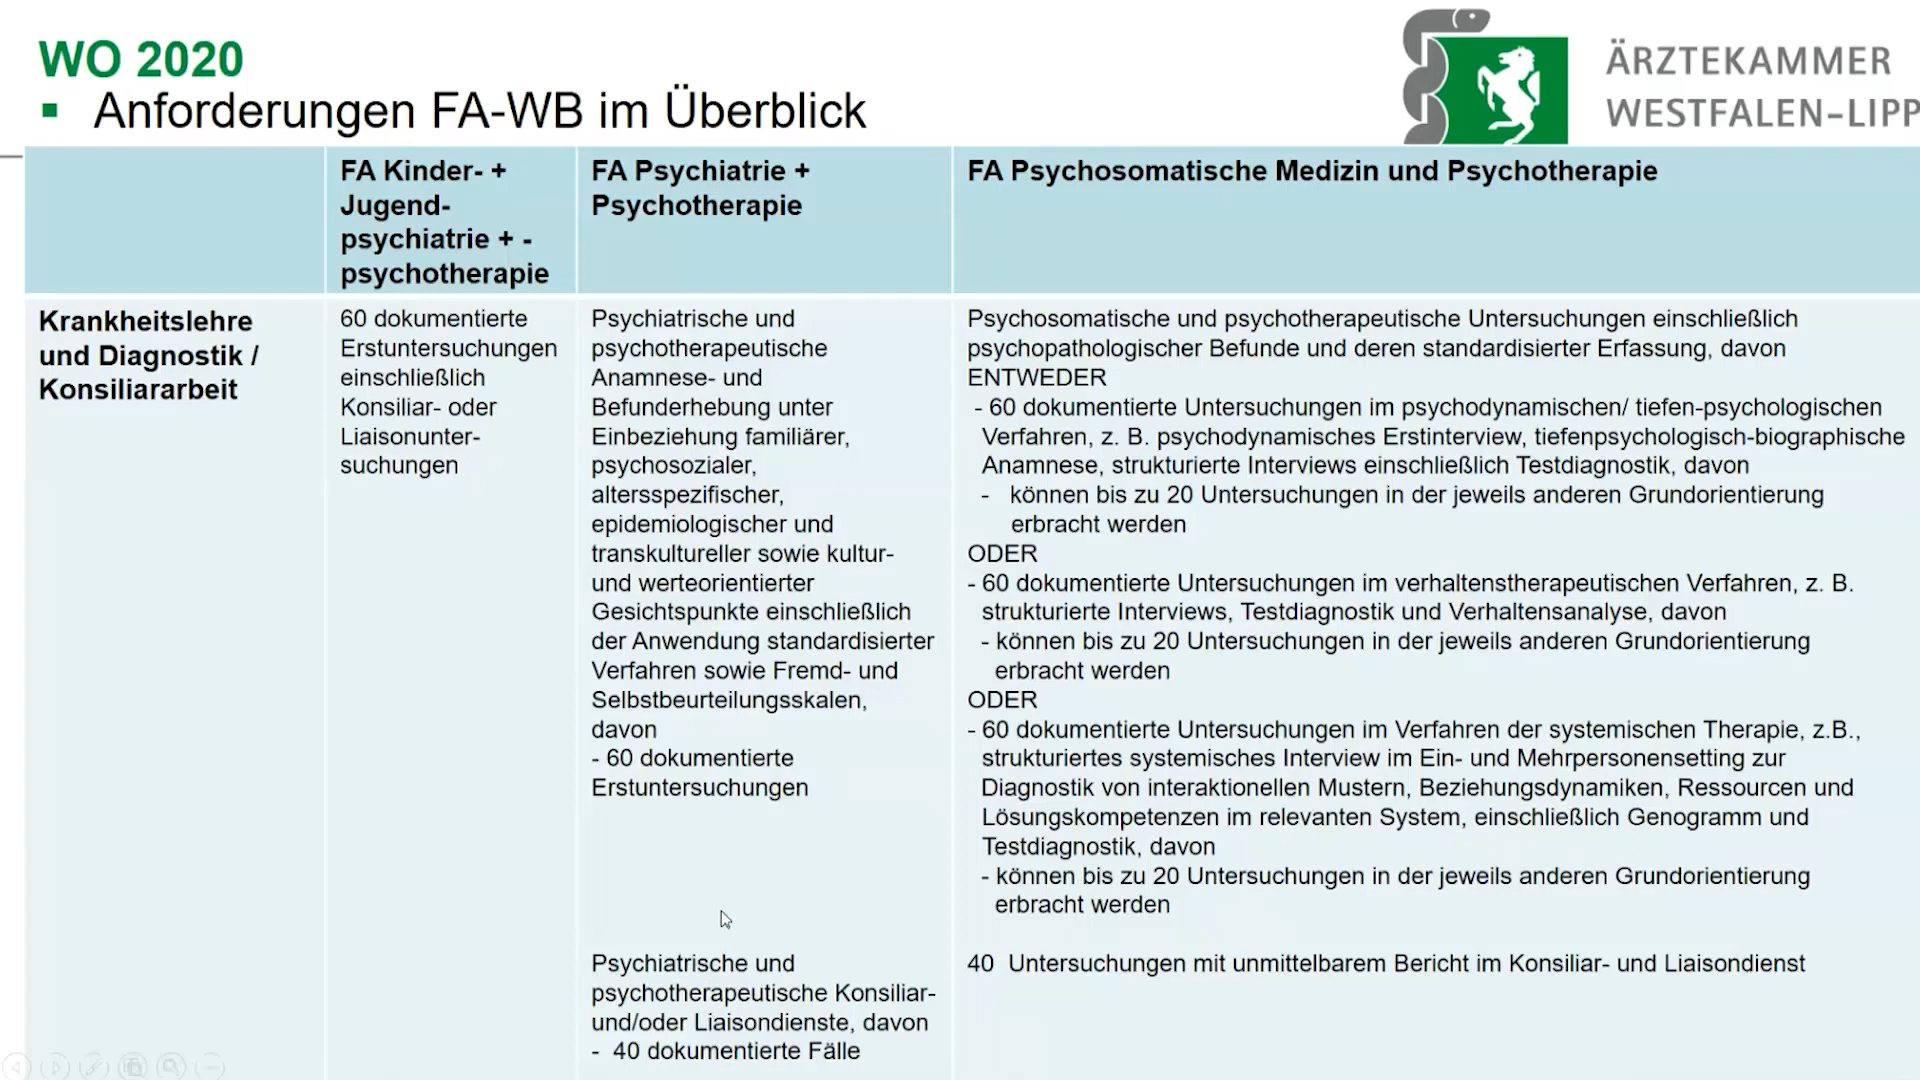 WO 2020
▪ Anforderungen FA-WB im Überblick
ÄRZTEKAMMER
WESTFALEN-LIPP
FA Kinder- +
Jugend-
psychiatrie + -
psychotherapie
FA Psychiatrie +
Psychotherapie
FA Psychosomatische Medizin und Psychotherapie
Krankheitslehre
und Diagnostik /
Konsiliararbeit
60 dokumentierte
Erstuntersuchungen
einschließlich
Konsiliar- oder
Liaisonunter-
suchungen
Psychiatrische und
psychotherapeutische
Anamnese- und
Befunderhebung unter
Einbeziehung familiärer,
psychosozialer,
altersspezifischer,
epidemiologischer und
transkultureller sowie kultur-
und werteorientierter
Gesichtspunkte einschließlich
der Anwendung standardisierter
Verfahren sowie Fremd- und
Selbstbeurteilungsskalen,
davon
- 60 dokumentierte
Erstuntersuchungen
Psychiatrische und
psychotherapeutische Konsiliar-
und/oder Liaisondienste, davon
- 40 dokumentierte Fälle
Psychosomatische und psychotherapeutische Untersuchungen einschließlich
psychopathologischer Befunde und deren standardisierter Erfassung, davon
ENTWEDER
- 60 dokumentierte Untersuchungen im psychodynamischen/ tiefen-psychologischen
Verfahren, z. B. psychodynamisches Erstinterview, tiefenpsychologisch-biographische
Anamnese, strukturierte Interviews einschließlich Testdiagnostik, davon
- können bis zu 20 Untersuchungen in der jeweils anderen Grundorientierung
erbracht werden
ODER
- 60 dokumentierte Untersuchungen im verhaltenstherapeutischen Verfahren, z. B.
strukturierte Interviews, Testdiagnostik und Verhaltensanalyse, davon
- können bis zu 20 Untersuchungen in der jeweils anderen Grundorientierung
erbracht werden
ODER
- 60 dokumentierte Untersuchungen im Verfahren der systemischen Therapie, z.B.,
strukturiertes systemisches Interview im Ein- und Mehrpersonensetting zur
Diagnostik von interaktionellen Mustern, Beziehungsdynamiken, Ressourcen und
Lösungskompetenzen im relevanten System, einschließlich Genogramm und
Testdiagnostik, davon
- können bis zu 20 Untersuchungen in der jeweils anderen Grundorientierung
erbracht werden
40 Untersuchungen mit unmittelbarem Bericht im Konsiliar- und Liaisondienst